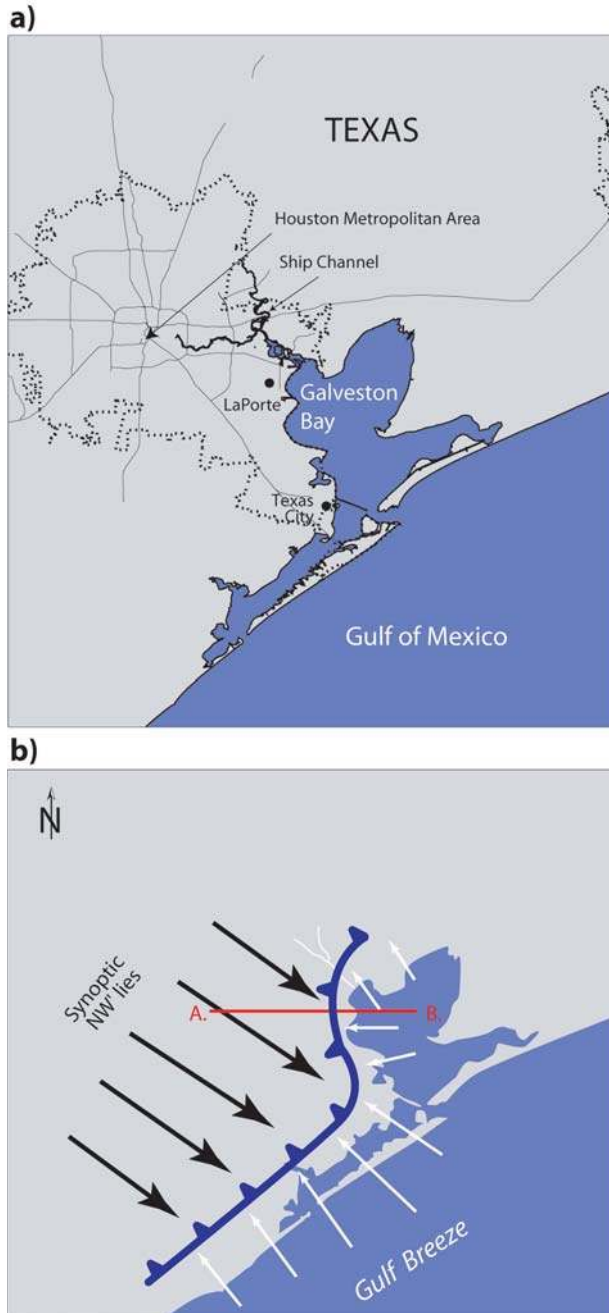 a)
TEXAS
Houston Metropolitan Area
Ship Channel
LaPorte
Galveston
Bay
Texas
City
Gulf of Mexico
b)
N
Synoptic
NW' lies
A.
B.
Gulf Breeze